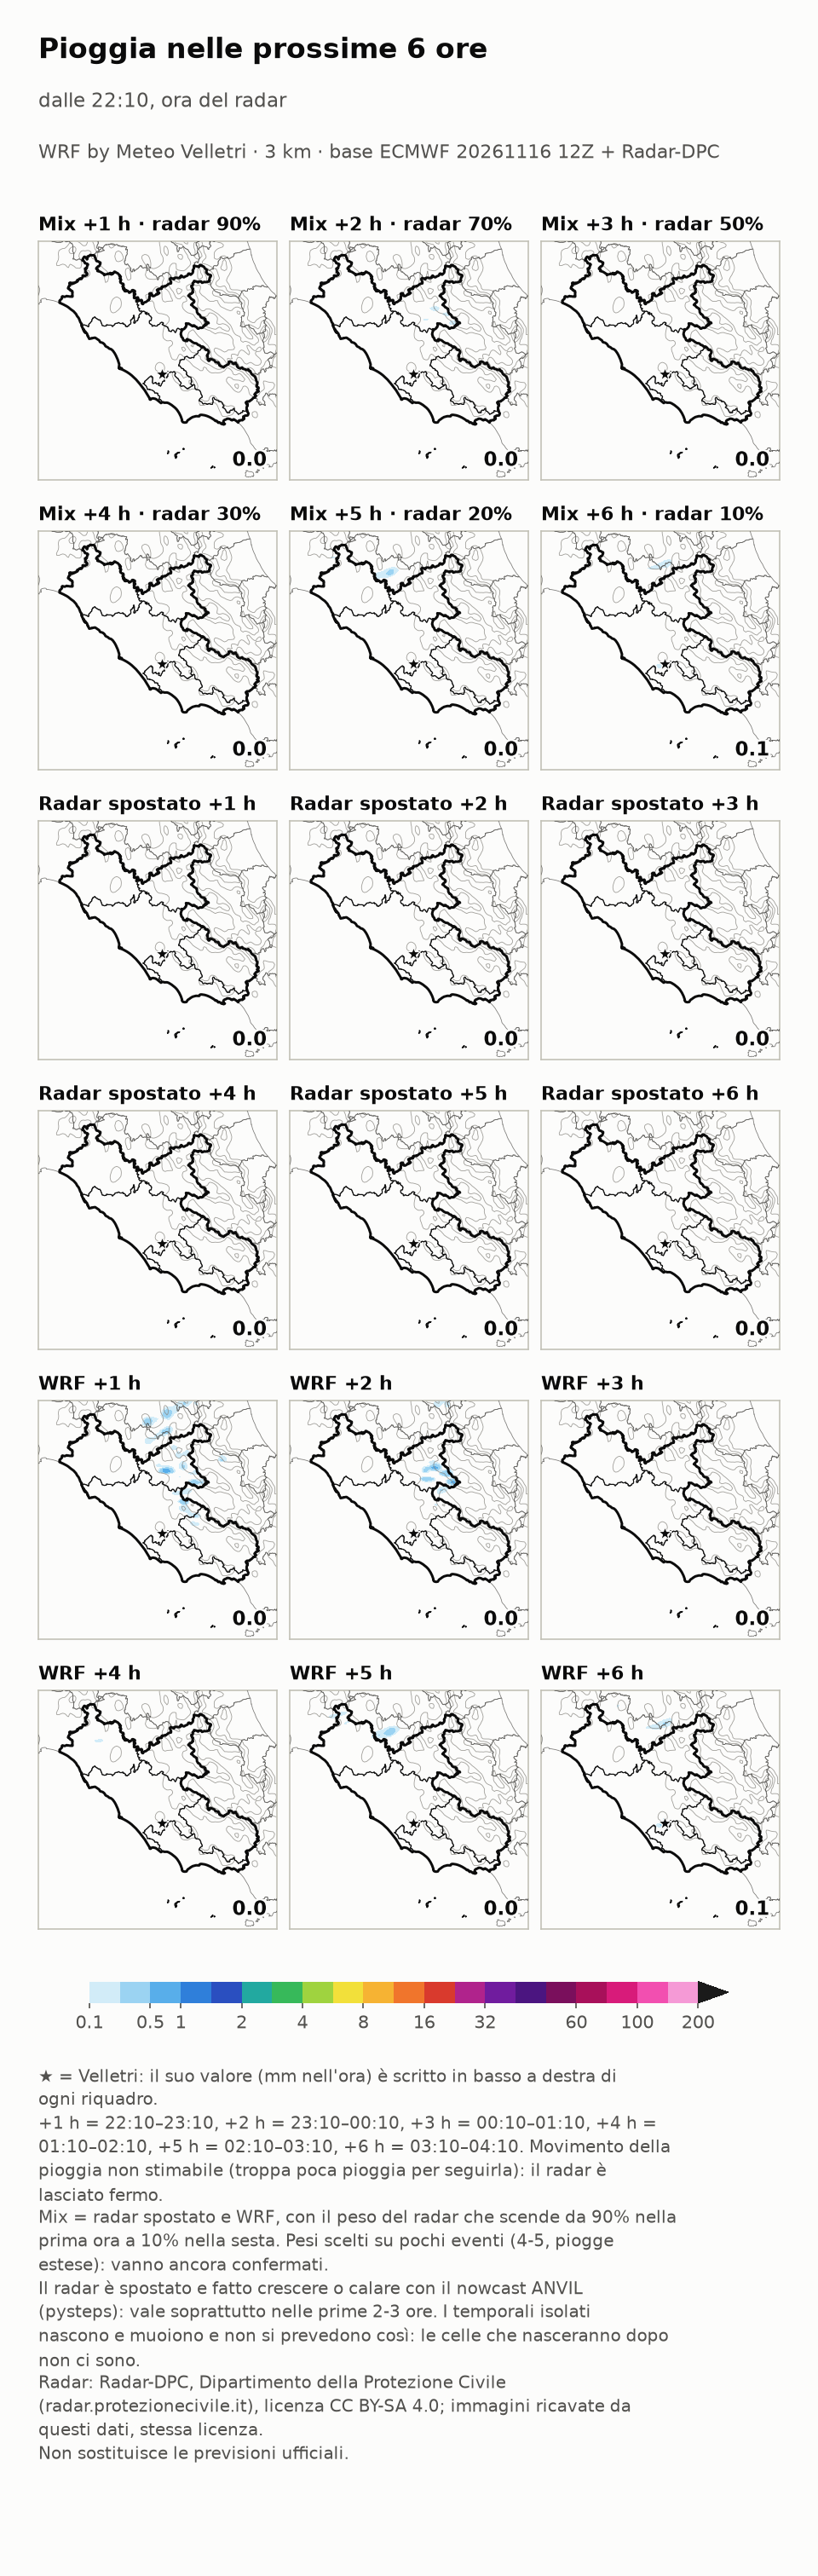 Pioggia nelle prossime 6 ore
dalle 22:10, ora del radar
WRF by Meteo Velletri · 3 km · base ECMWF 20261116 12Z + Radar-DPC
Mix +1 h · radar 90%
Mix +2 h · radar 70%
Mix +3 h · radar 50%
0.0
0.0
0.0
Mix +4 h · radar 30%
Mix +5 h · radar 20%
Mix +6 h · radar 10%
0.0
0.0
0.1
Radar spostato +1 h
Radar spostato +2 h
Radar spostato +3 h
0.0
0.0
0.0
Radar spostato +4 h
Radar spostato +5 h
Radar spostato +6 h
0.0
0.0
0.0
WRF +1 h
WRF +2 h
WRF +3 h
0.0
0.0
0.0
WRF +4 h
WRF +5 h
WRF +6 h
0.0
0.0
0.1
0.1 0.5 1 2 4 8 16 32 60 100 200
★ = Velletri: il suo valore (mm nell'ora) è scritto in basso a destra di
ogni riquadro.
+1 h = 22:10–23:10, +2 h = 23:10–00:10, +3 h = 00:10–01:10, +4 h =
01:10–02:10, +5 h = 02:10–03:10, +6 h = 03:10–04:10. Movimento della
pioggia non stimabile (troppa poca pioggia per seguirla): il radar è
lasciato fermo.
Mix = radar spostato e WRF, con il peso del radar che scende da 90% nella
prima ora a 10% nella sesta. Pesi scelti su pochi eventi (4-5, piogge
estese): vanno ancora confermati.
Il radar è spostato e fatto crescere o calare con il nowcast ANVIL
(pysteps): vale soprattutto nelle prime 2-3 ore. I temporali isolati
nascono e muoiono e non si prevedono così: le celle che nasceranno dopo
non ci sono.
Radar: Radar-DPC, Dipartimento della Protezione Civile
(radar.protezionecivile.it), licenza CC BY-SA 4.0; immagini ricavate da
questi dati, stessa licenza.
Non sostituisce le previsioni ufficiali.